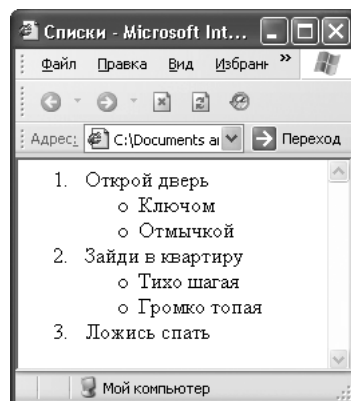 Списки - Microsoft Int...
Файл Правка Вид Избранн »
Адрес: C:\Documents ai Переход
1. Открой дверь
o Ключом
o Отмычкой
2. Зайди в квартиру
o Тихо шагая
o Громко топая
3. Ложись спать
Мой компьютер